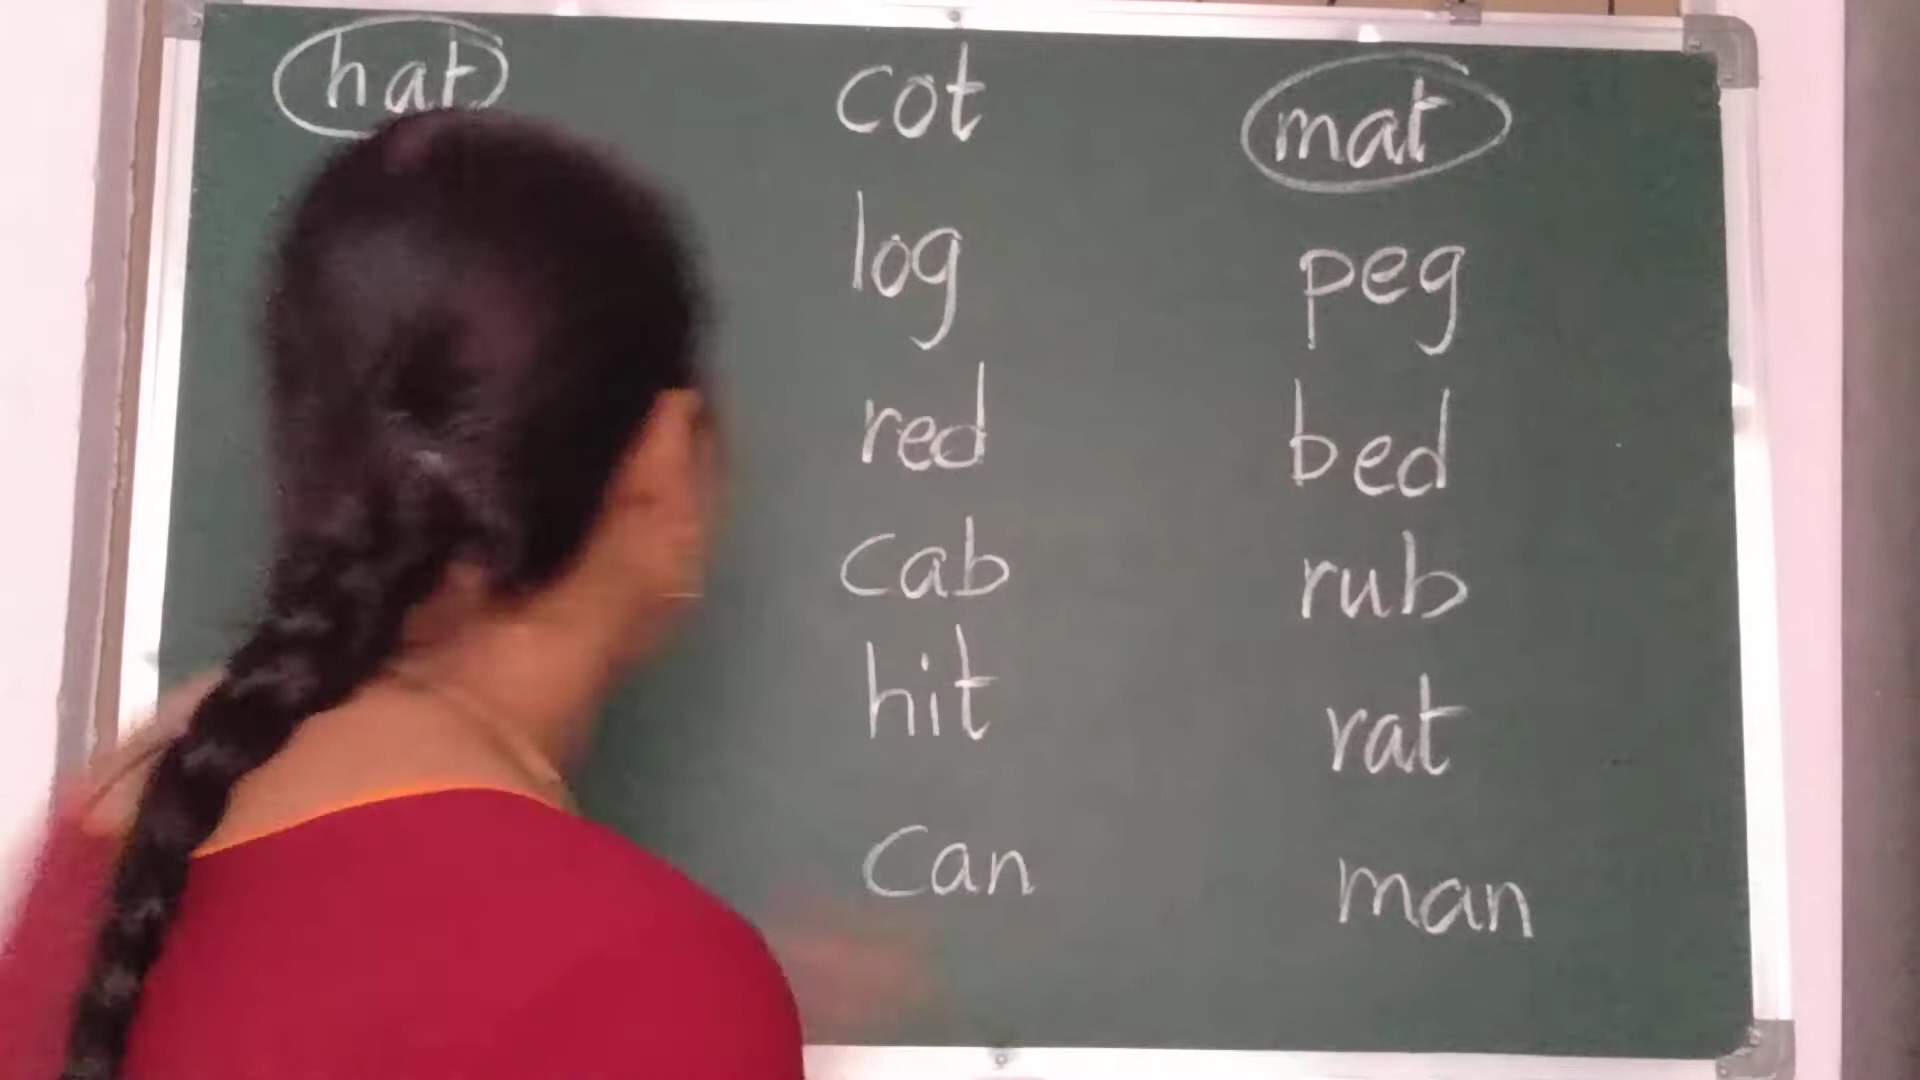 hat cot mat
log peg
red bed
cab rub
hit rat
can man